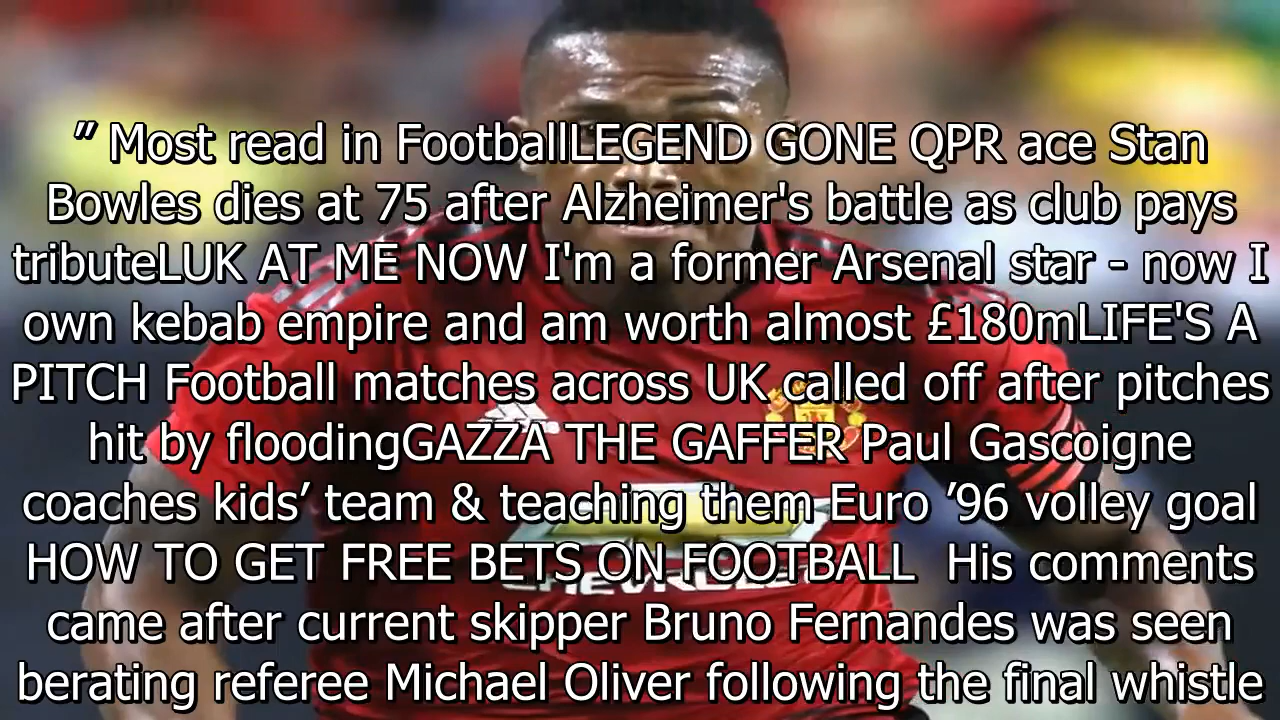 ” Most read in FootballLEGEND GONE QPR ace Stan
Bowles dies at 75 after Alzheimer's battle as club pays
tributeLUK AT ME NOW I'm a former Arsenal star - now I
own kebab empire and am worth almost £180mLIFE'S A
PITCH Football matches across UK called off after pitches
hit by floodingGAZZA THE GAFFER Paul Gascoigne
coaches kids’ team & teaching them Euro ’96 volley goal
HOW TO GET FREE BETS ON FOOTBALL His comments
CHEVROLET
came after current skipper Bruno Fernandes was seen
berating referee Michael Oliver following the final whistle